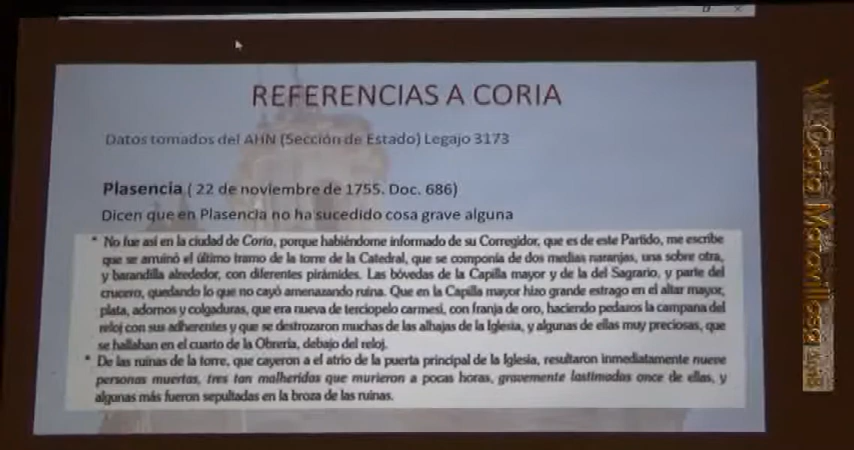 REFERENCIAS A CORIA
Datos tomados del AHN (Sección de Estado) Legajo 3173
Plasencia ( 22 de noviembre de 1755. Doc. 686)
Dicen que en Plasencia no ha sucedido cosa grave alguna
* No fue así en la ciudad de Coria, porque habiéndome informado de su Corregidor, que es de este Partido, me escribe
que se arruinó el último tramo de la torre de la Catedral, que se componía de dos medias naranjas, una sobre otra,
y barandilla alrededor, con diferentes pirámides. Las bóvedas de la Capilla mayor y de la del Sagrario, y parte del
crucero, quedando lo que no cayó amenazando ruina. Que en la Capilla mayor hizo grande estrago en el altar mayor,
plata, adornos y colgaduras, que era nueva de terciopelo carmesí, con franja de oro, haciendo pedazos la campana del
reloj con sus adherentes y que se destrozaron muchas de las alhajas de la Iglesia, y algunas de ellas muy preciosas, que
se hallaban en el cuarto de la Obrería, debajo del reloj.
* De las ruinas de la torre, que cayeron a el atrio de la puerta principal de la Iglesia, resultaron inmediatamente nueve
personas muertas, tres tan malheridas que murieron a pocas horas, gravemente lastimadas once de ellas, y
algunas más fueron sepultadas en la broza de las ruinas.
Coria Maravillosa